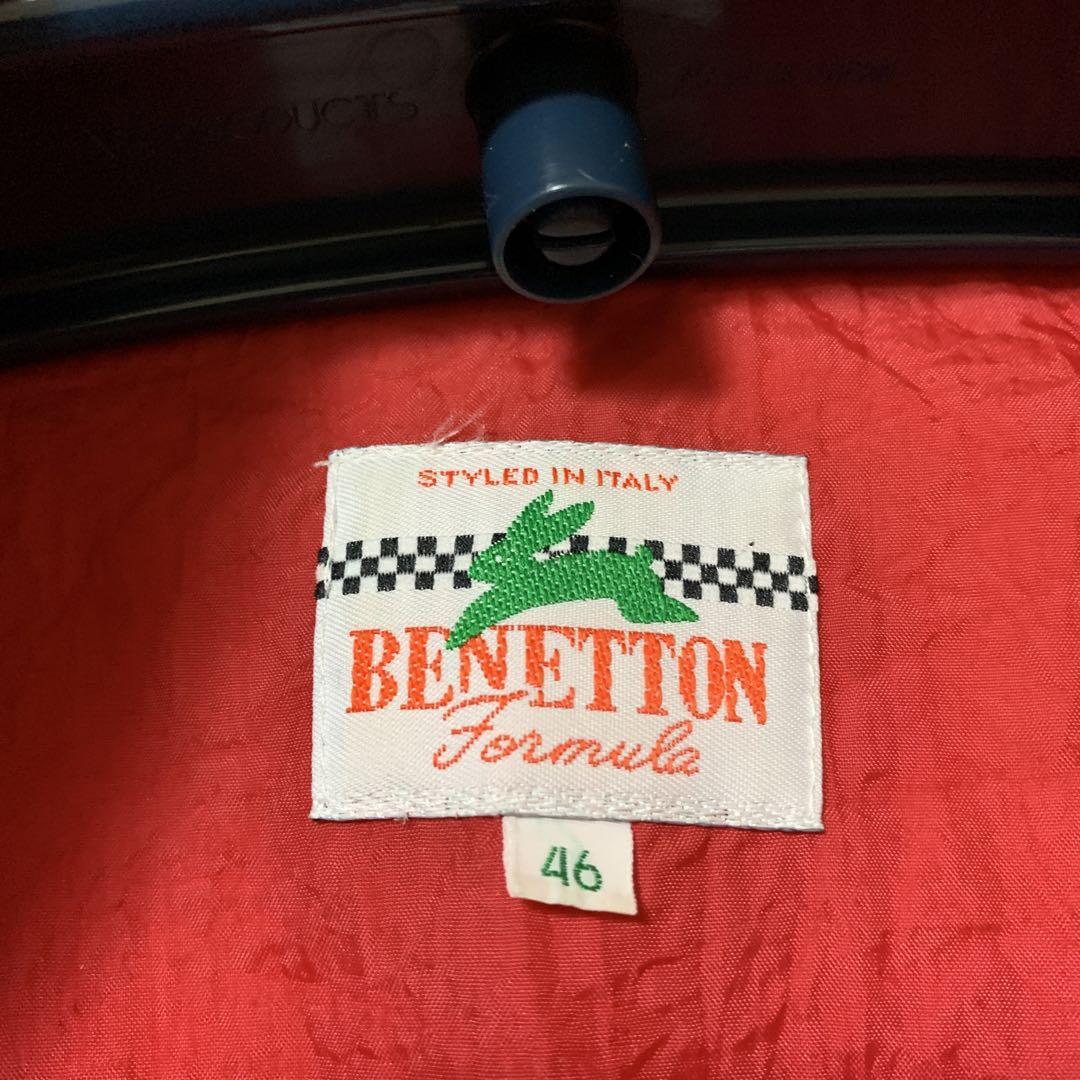 STYLED IN ITALY
BENETTON
Formula
46